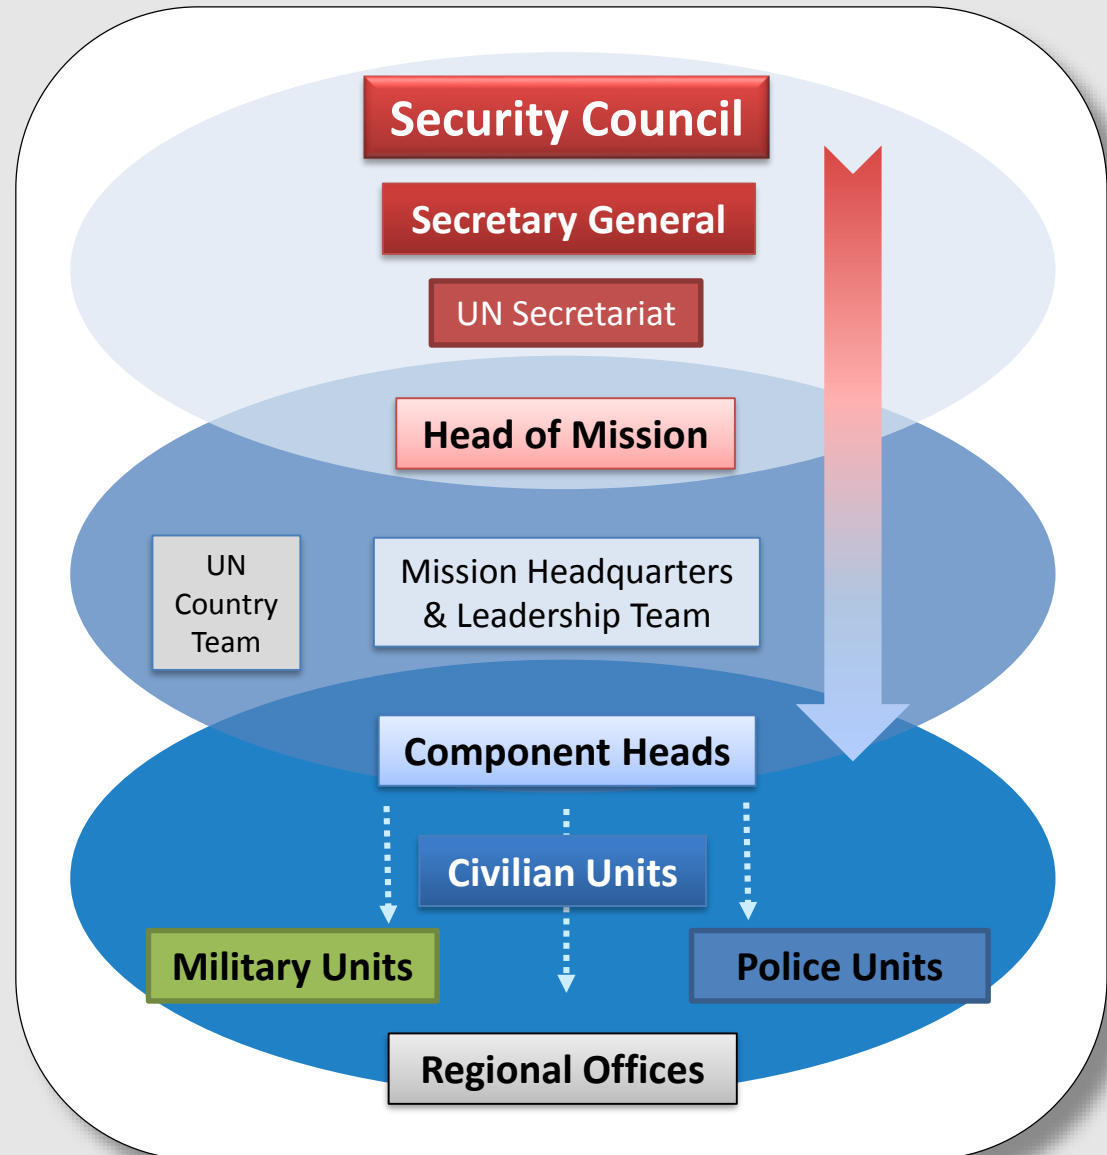 Security Council
Secretary General
UN Secretariat
Head of Mission
UN
Country
Team
Mission Headquarters
& Leadership Team
Component Heads
Civilian Units
Military Units
Police Units
Regional Offices